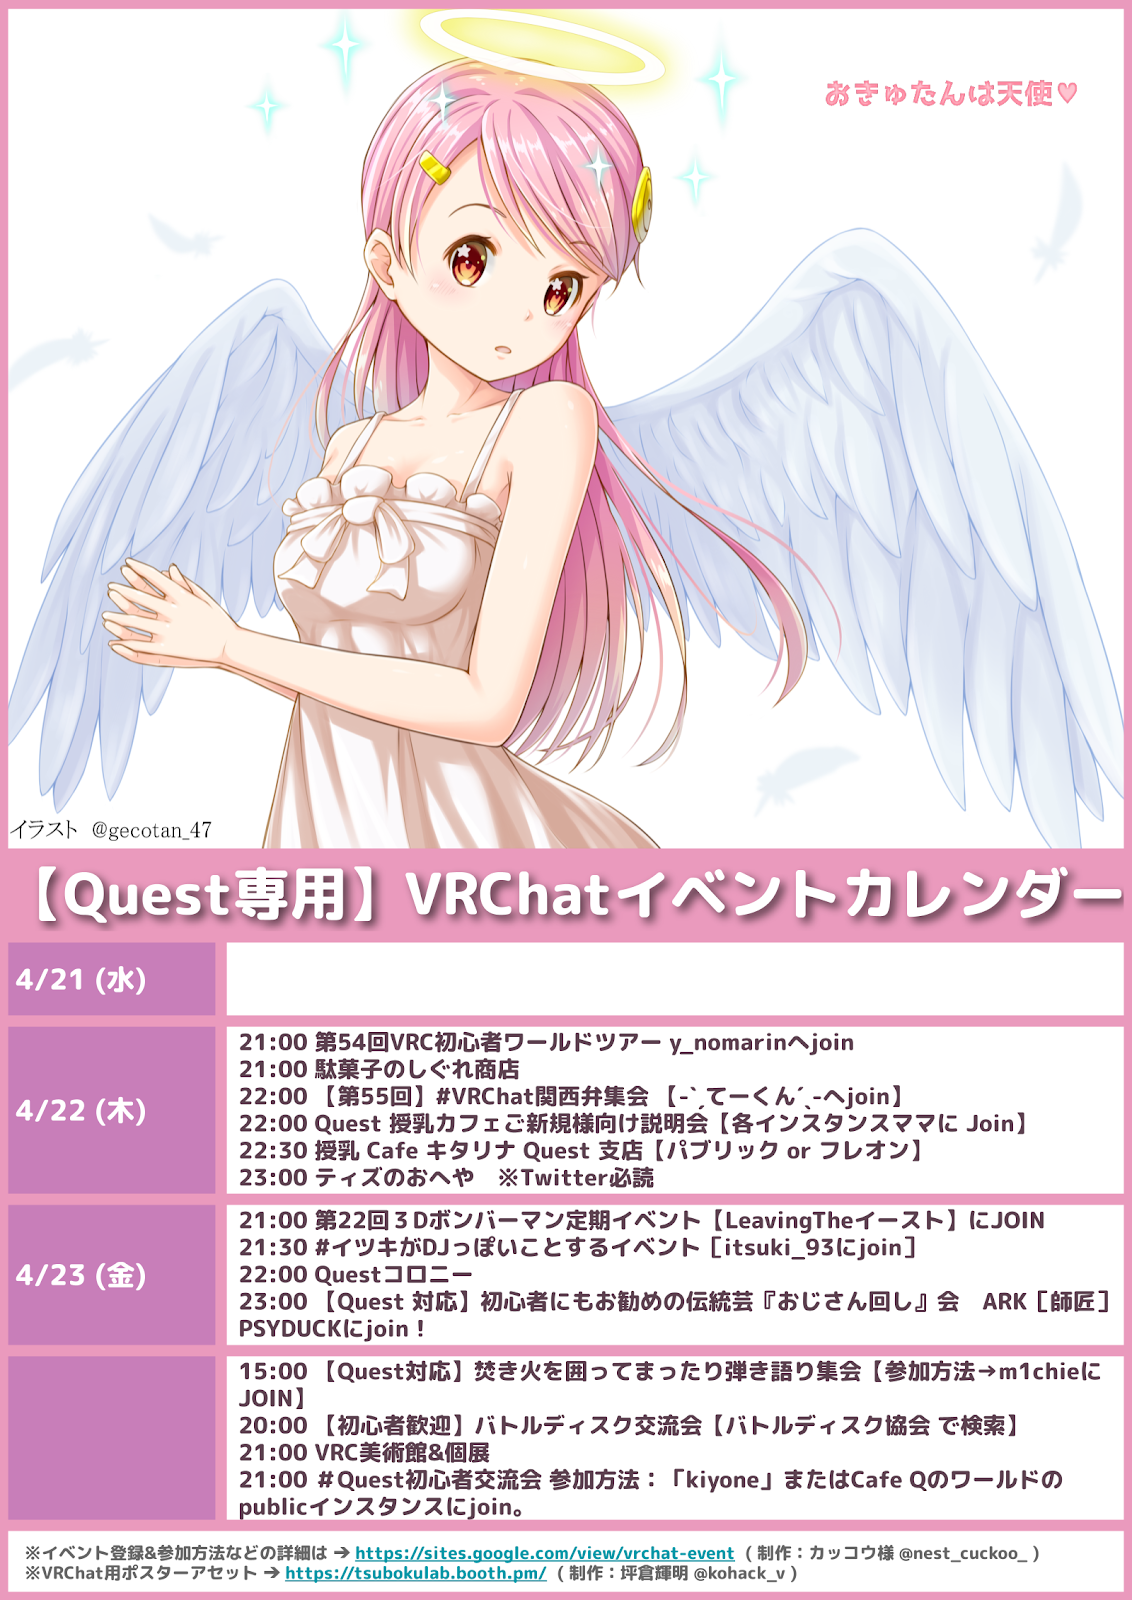 おきゅたんは天使♥
イラスト @gecotan_47
【Quest専用】VRChatイベントカレンダー
4/21 (水)
4/22 (木)
21:00 第54回VRC初心者ワールドツアー y_nomarinへjoin
21:00 駄菓子のしぐれ商店
22:00 【第55回】#VRChat関西弁集会 【-`ˏてーくん´ˎ-へjoin】
22:00 Quest 授乳カフェご新規様向け説明会【各インスタンスママに Join】
22:30 授乳 Cafe キタリナ Quest 支店【パブリック or フレオン】
23:00 ティズのおへや　※Twitter必読
4/23 (金)
21:00 第22回３Dボンバーマン定期イベント【LeavingTheイースト】にJOIN
21:30 #イツキがDJっぽいことするイベント［itsuki_93にjoin］
22:00 Questコロニー
23:00 【Quest 対応】初心者にもお勧めの伝統芸『おじさん回し』会　ARK［師匠］
PSYDUCKにjoin！
15:00 【Quest対応】焚き火を囲ってまったり弾き語り集会【参加方法→m1chieに
JOIN】
20:00 【初心者歓迎】バトルディスク交流会【バトルディスク協会 で検索】
21:00 VRC美術館&個展
21:00 ＃Quest初心者交流会 参加方法：「kiyone」またはCafe Qのワールドの
publicインスタンスにjoin。
※イベント登録&参加方法などの詳細は → https://sites.google.com/view/vrchat-event （制作：カッコウ様 @nest_cuckoo_ ）
※VRChat用ポスターアセット → https://tsubokulab.booth.pm/ （制作：坪倉輝明 @kohack_v ）